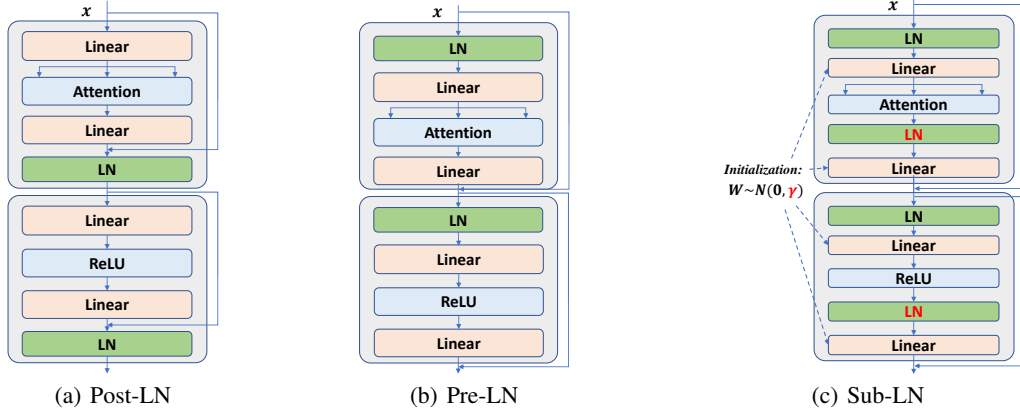 x
Linear
Attention
Linear
LN
Linear
ReLU
Linear
LN
(a) Post-LN
x
LN
Linear
Attention
Linear
LN
Linear
ReLU
Linear
(b) Pre-LN
x
LN
Linear
Attention
LN
Linear
Initialization:
W~N(0, γ)
LN
Linear
ReLU
LN
Linear
(c) Sub-LN